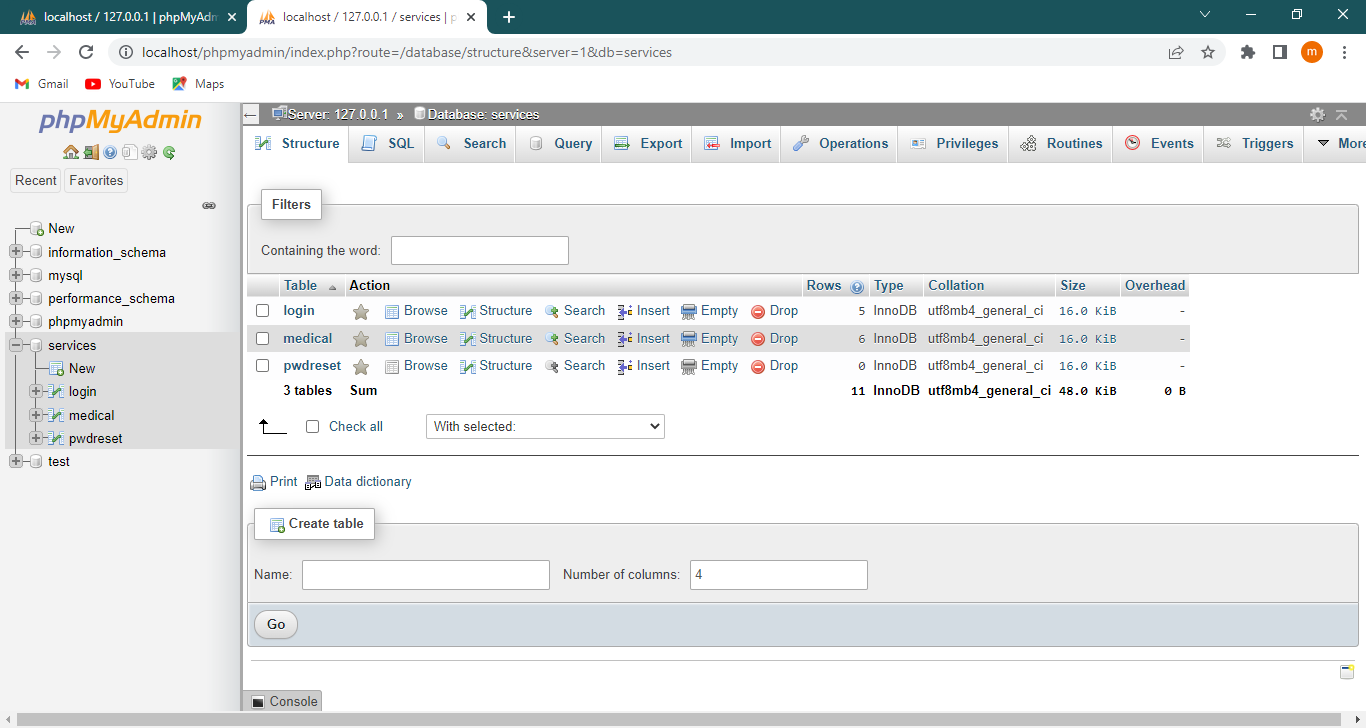 localhost / 127.0.0.1 | phpMyAdm
localhost / 127.0.0.1 / services | p
localhost/phpmyadmin/index.php?route=/database/structure&server=1&db=services
m
Gmail YouTube Maps
phpMyAdmin
Recent Favorites
New
information_schema
mysql
performance_schema
phpmyadmin
services
New
login
medical
pwdreset
test
Server: 127.0.0.1 » Database: services
Structure SQL Search Query Export Import Operations Privileges Routines Events Triggers More
Filters
Containing the word:
Table Action Rows Type Collation Size Overhead
login Browse Structure Search Insert Empty Drop 5 InnoDB utf8mb4_general_ci 16.0 KiB -
medical Browse Structure Search Insert Empty Drop 6 InnoDB utf8mb4_general_ci 16.0 KiB -
pwdreset Browse Structure Search Insert Empty Drop 0 InnoDB utf8mb4_general_ci 16.0 KiB -
3 tables Sum 11 InnoDB utf8mb4_general_ci 48.0 KiB 0 B
Check all With selected:
Print Data dictionary
Create table
Name: Number of columns: 4
Go
Console